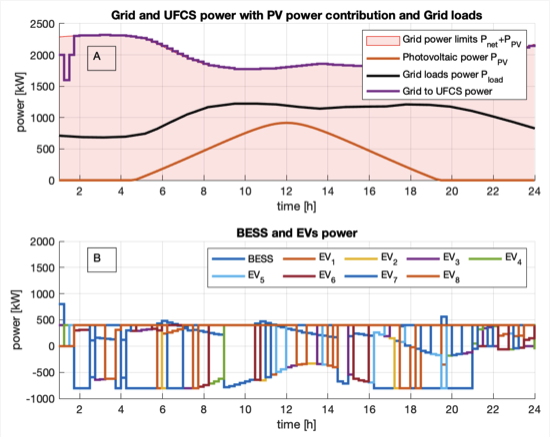 Grid and UFCS power with PV power contribution and Grid loads
2500
2000
1500
1000
500
0
power [kW]
A
Grid power limits P_net+P_PV
Photovoltaic power P_PV
Grid loads power P_load
Grid to UFCS power
2 4 6 8 10 12 14 16 18 20 22 24
time [h]
BESS and EVs power
2000
1500
1000
500
0
-500
-1000
power [kW]
B
BESS EV_1 EV_2 EV_3 EV_4
EV_5 EV_6 EV_7 EV_8
2 4 6 8 10 12 14 16 18 20 22 24
time [h]